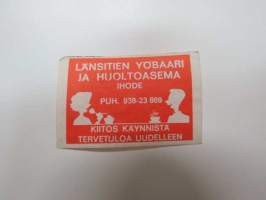 LÄNSITIEN YÖBAARI
JA HUOLTOASEMA
IHODE
PUH. 938-23 869
KIITOS KÄYNNISTÄ
TERVETULOA UUDELLEEN